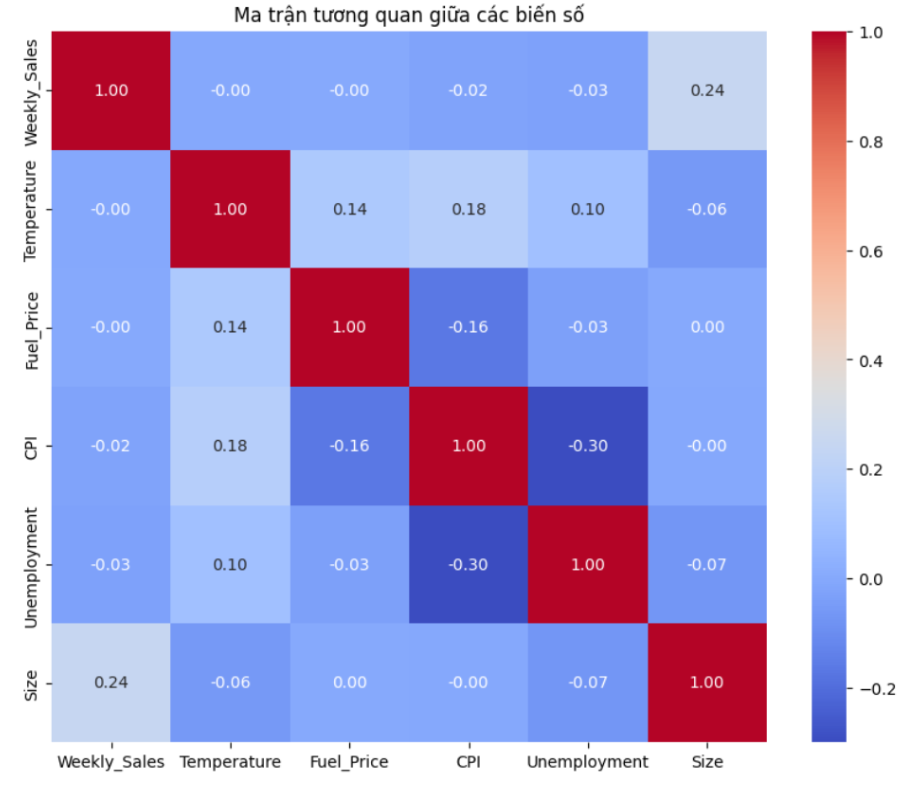 Ma trận tương quan giữa các biến số
Weekly_Sales 1.00 -0.00 -0.00 -0.02 -0.03 0.24
Temperature -0.00 1.00 0.14 0.18 0.10 -0.06
Fuel_Price -0.00 0.14 1.00 -0.16 -0.03 0.00
CPI -0.02 0.18 -0.16 1.00 -0.30 -0.00
Unemployment -0.03 0.10 -0.03 -0.30 1.00 -0.07
Size 0.24 -0.06 0.00 -0.00 -0.07 1.00
Weekly_Sales Temperature Fuel_Price CPI Unemployment Size
1.0
0.8
0.6
0.4
0.2
0.0
−0.2